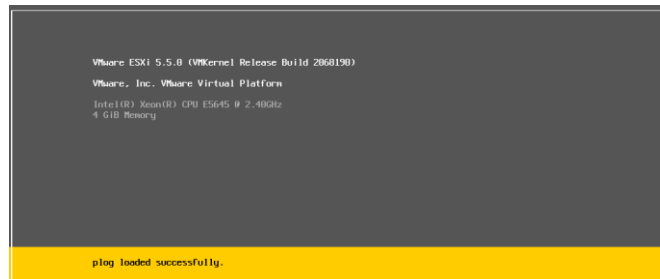 VMware ESXi 5.5.0 (VMKernel Release Build 2068190)
VMware, Inc. VMware Virtual Platform
Intel(R) Xeon(R) CPU E5645 @ 2.40GHz
4 GiB Memory
plog loaded successfully.